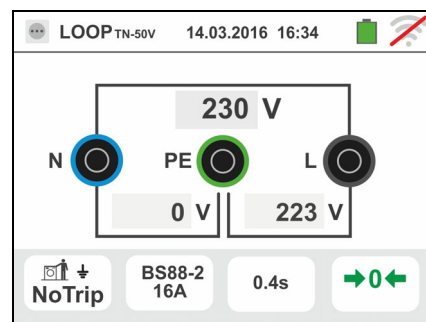 LOOP TN-50V 14.03.2016 16:34
230 V
N PE L
0 V 223 V
NoTrip BS88-2 0.4s ➔0←
16A